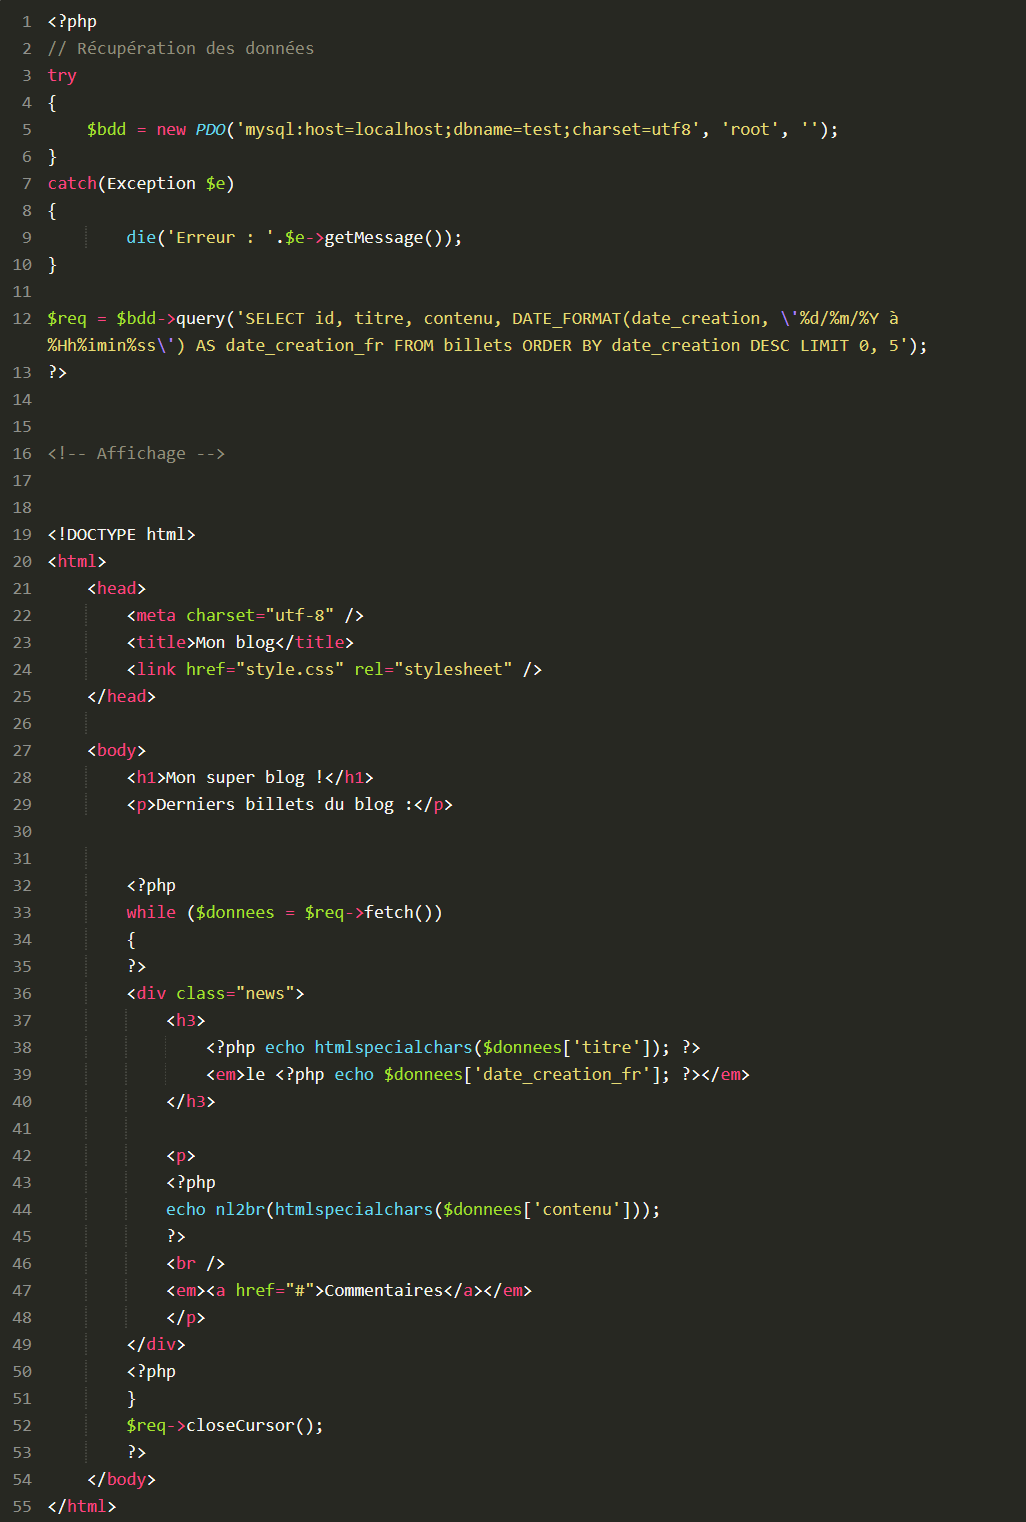 1 <?php
2 // Récupération des données
3 try
4 {
5     $bdd = new PDO('mysql:host=localhost;dbname=test;charset=utf8', 'root', '');
6 }
7 catch(Exception $e)
8 {
9         die('Erreur : '.$e->getMessage());
10 }
11
12 $req = $bdd->query('SELECT id, titre, contenu, DATE_FORMAT(date_creation, \'%d/%m/%Y à
%Hh%imin%ss\') AS date_creation_fr FROM billets ORDER BY date_creation DESC LIMIT 0, 5');
13 ?>
14
15
16 <!-- Affichage -->
17
18
19 <!DOCTYPE html>
20 <html>
21     <head>
22         <meta charset="utf-8" />
23         <title>Mon blog</title>
24         <link href="style.css" rel="stylesheet" />
25     </head>
26
27     <body>
28         <h1>Mon super blog !</h1>
29         <p>Derniers billets du blog :</p>
30
31
32         <?php
33         while ($donnees = $req->fetch())
34         {
35         ?>
36         <div class="news">
37             <h3>
38                 <?php echo htmlspecialchars($donnees['titre']); ?>
39                 <em>le <?php echo $donnees['date_creation_fr']; ?></em>
40             </h3>
41
42             <p>
43             <?php
44             echo nl2br(htmlspecialchars($donnees['contenu']));
45             ?>
46             <br />
47             <em><a href="#">Commentaires</a></em>
48             </p>
49         </div>
50         <?php
51         }
52         $req->closeCursor();
53         ?>
54     </body>
55 </html>